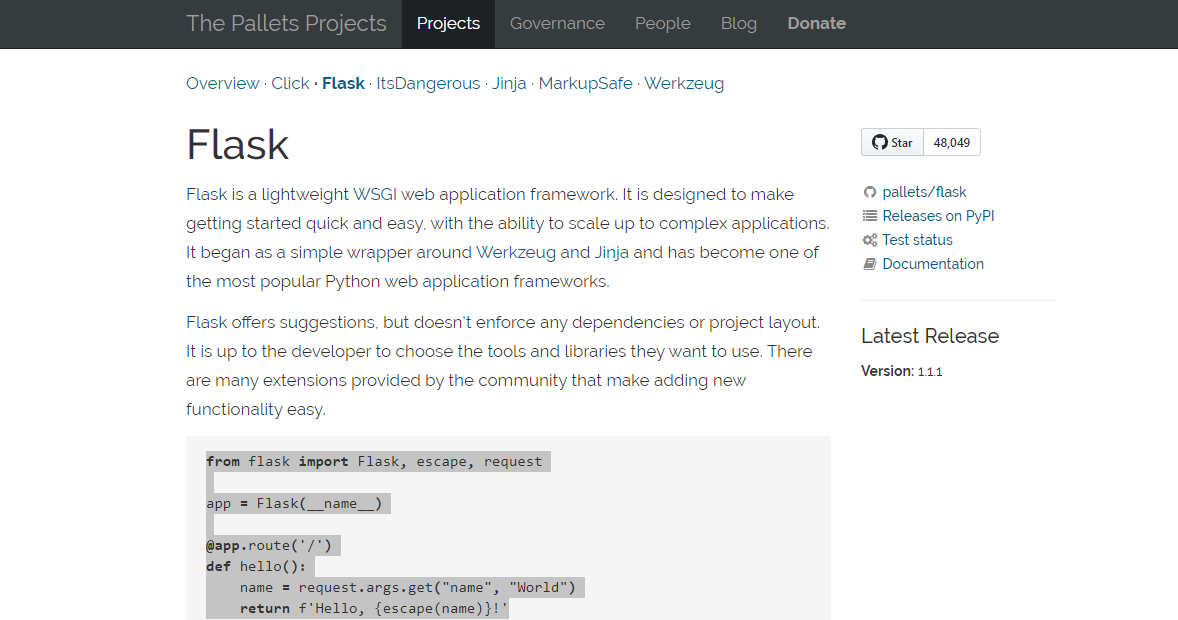 The Pallets Projects Projects Governance People Blog Donate
Overview · Click · Flask · ItsDangerous · Jinja · MarkupSafe · Werkzeug
Flask
Flask is a lightweight WSGI web application framework. It is designed to make
getting started quick and easy, with the ability to scale up to complex applications.
It began as a simple wrapper around Werkzeug and Jinja and has become one of
the most popular Python web application frameworks.
Flask offers suggestions, but doesn't enforce any dependencies or project layout.
It is up to the developer to choose the tools and libraries they want to use. There
are many extensions provided by the community that make adding new
functionality easy.
from flask import Flask, escape, request
app = Flask(__name__)
@app.route('/')
def hello():
    name = request.args.get("name", "World")
    return f'Hello, {escape(name)}!'
Star 48,049
pallets/flask
Releases on PyPI
Test status
Documentation
Latest Release
Version: 1.1.1